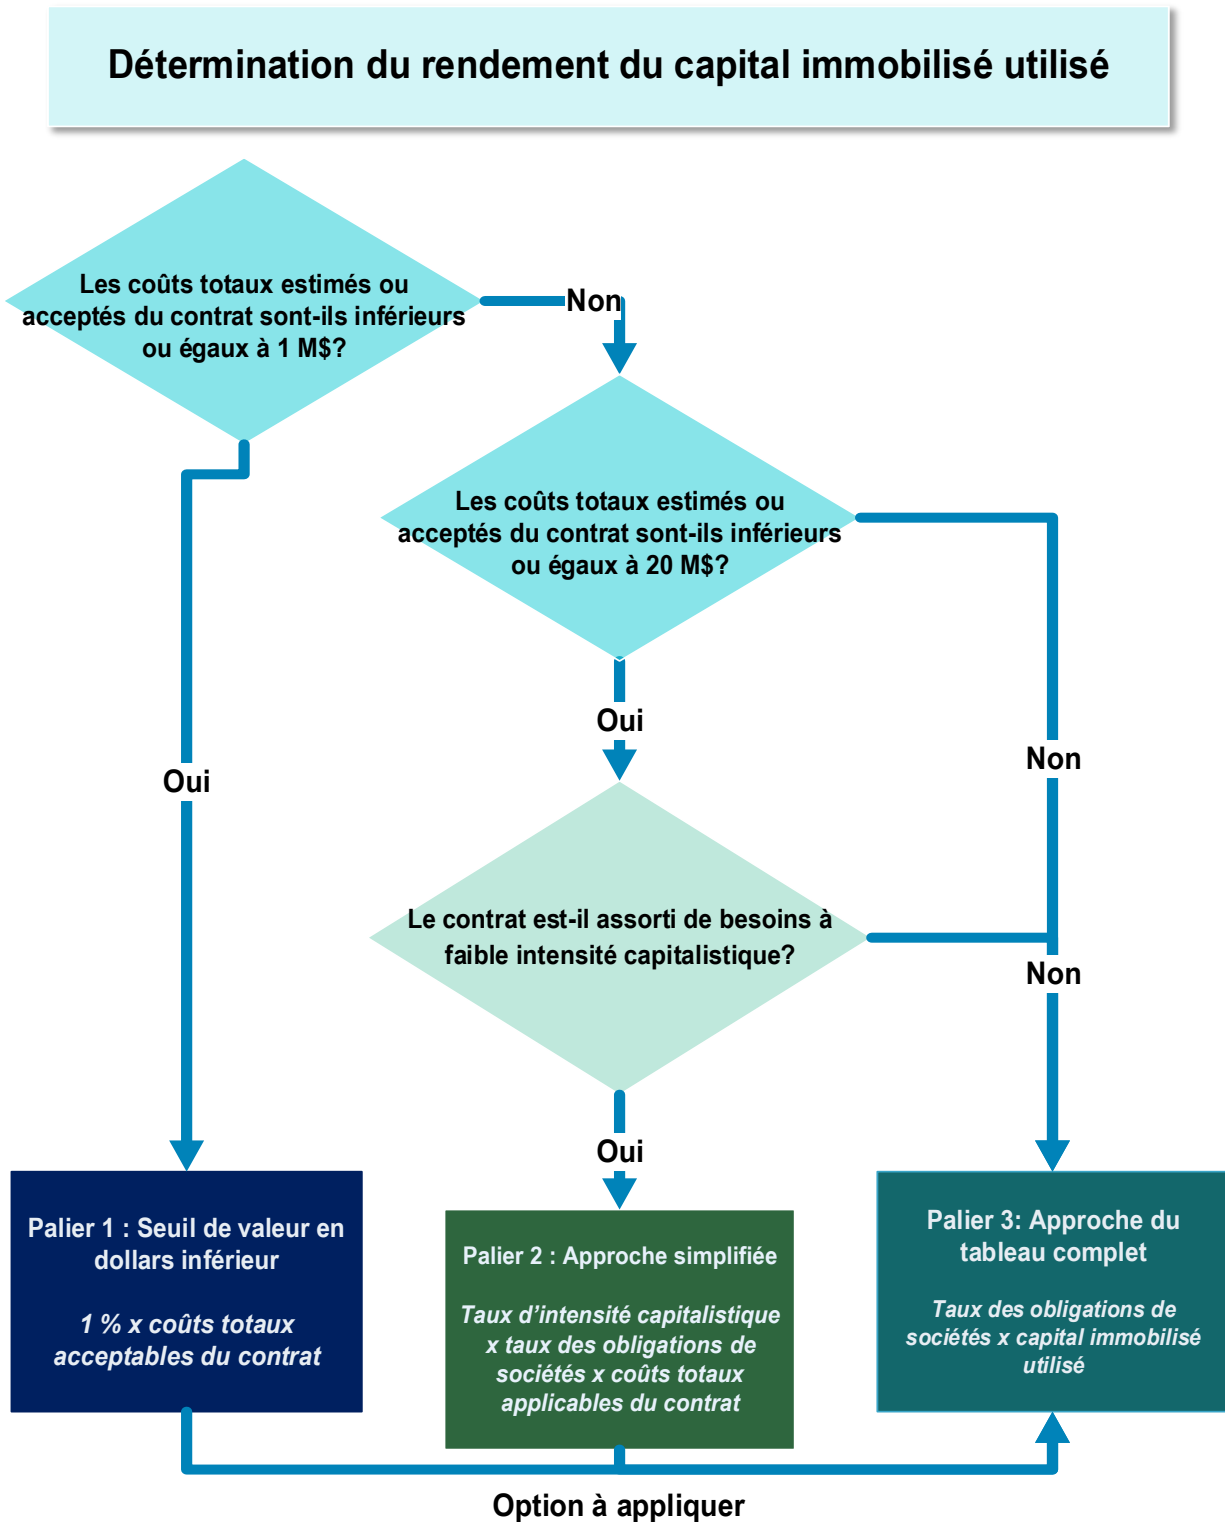 Détermination du rendement du capital immobilisé utilisé
Les coûts totaux estimés ou
acceptés du contrat sont-ils inférieurs
ou égaux à 1 M$?
Non
Les coûts totaux estimés ou
acceptés du contrat sont-ils inférieurs
ou égaux à 20 M$?
Oui
Non
Oui
Le contrat est-il assorti de besoins à
faible intensité capitalistique?
Non
Oui
Palier 1 : Seuil de valeur en
dollars inférieur
1 % x coûts totaux
acceptables du contrat
Palier 2 : Approche simplifiée
Taux d'intensité capitalistique
x taux des obligations de
sociétés x coûts totaux
applicables du contrat
Palier 3: Approche du
tableau complet
Taux des obligations de
sociétés x capital immobilisé
utilisé
Option à appliquer